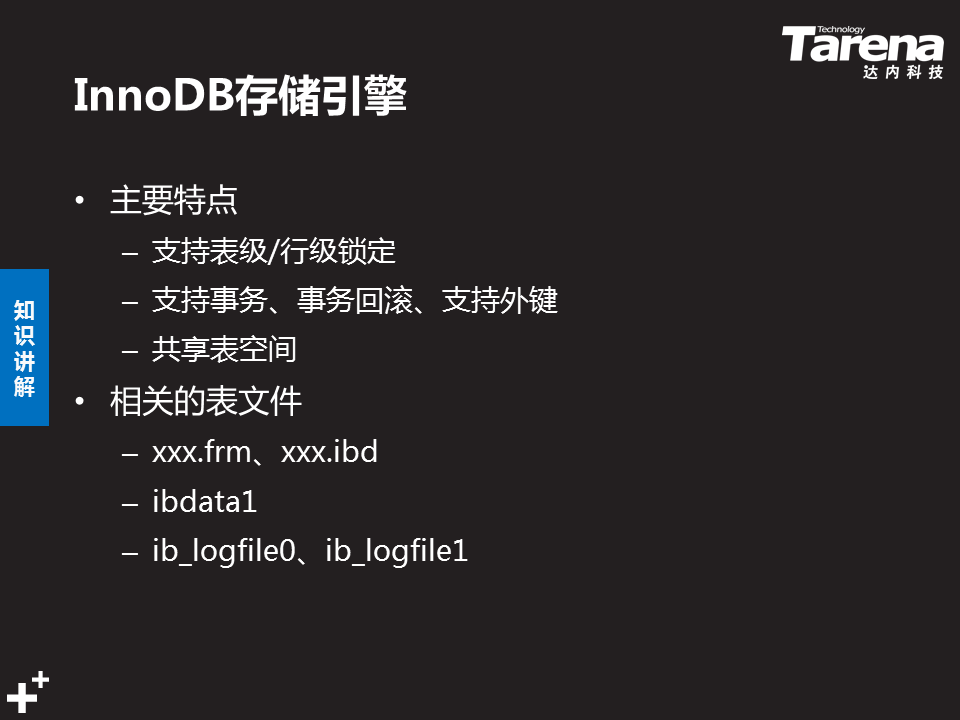 Technology
Tarena
达内科技
InnoDB存储引擎
• 主要特点
– 支持表级/行级锁定
– 支持事务、事务回滚、支持外键
– 共享表空间
• 相关的表文件
– xxx.frm、xxx.ibd
– ibdata1
– ib_logfile0、ib_logfile1
知识讲解